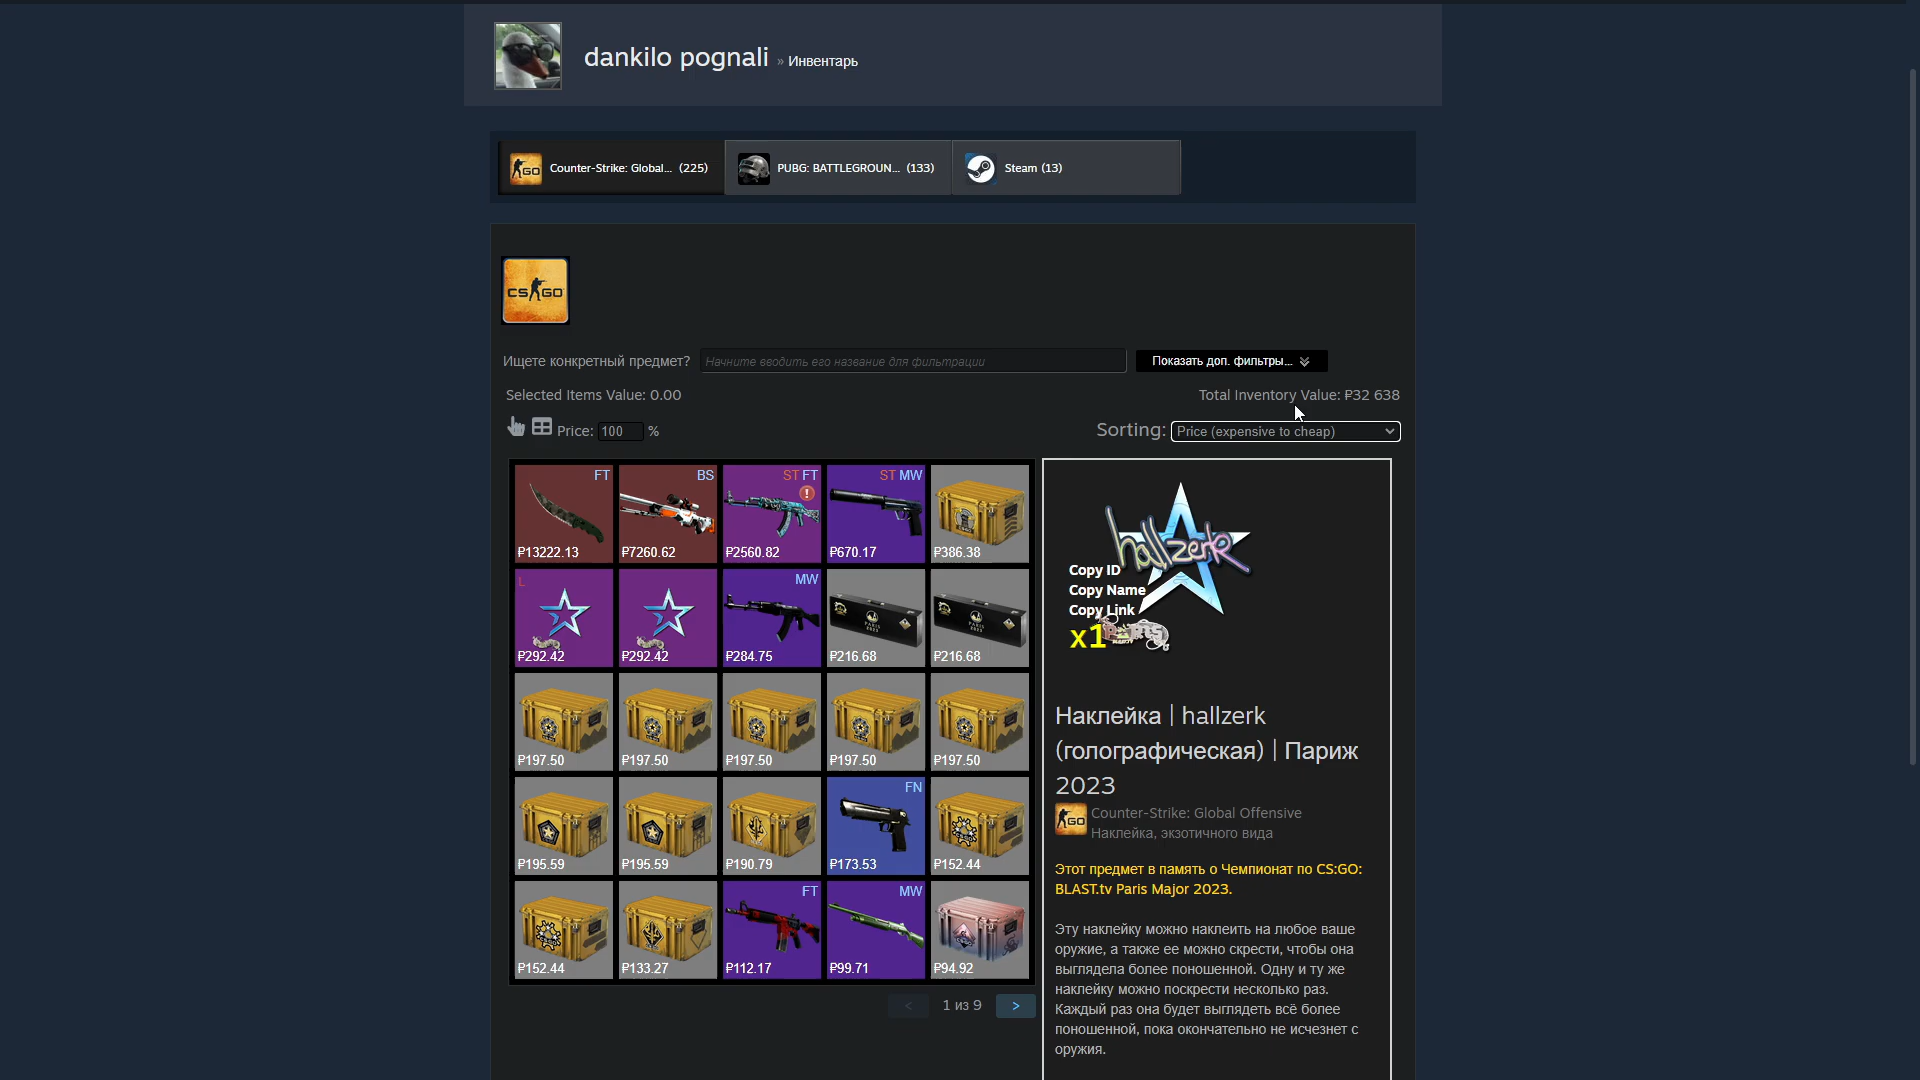 dankilo pognali » Инвентарь
Counter-Strike: Global... (225)
PUBG: BATTLEGROUN... (133)
Steam (13)
CS GO
Ищете конкретный предмет?
Начните вводить его название для фильтрации
Показать доп. фильтры...
Selected Items Value: 0.00
Total Inventory Value: ₽32 638
Price: 100 %
Sorting: Price (expensive to cheap)
FT
₽13222.13
BS
₽7260.62
ST FT
₽2560.82
ST MW
₽670.17
₽386.38
L
₽292.42
₽292.42
MW
₽284.75
PARIS
2023
₽216.68
PARIS
2023
₽216.68
₽197.50
₽197.50
₽197.50
₽197.50
₽197.50
₽195.59
₽195.59
₽190.79
FN
₽173.53
₽152.44
₽152.44
₽133.27
FT
₽112.17
MW
₽99.71
₽94.92
< 1 из 9 >
hallzerk
Copy ID
Copy Name
Copy Link
x1
Наклейка | hallzerk
(голографическая) | Париж
2023
GO
Counter-Strike: Global Offensive
Наклейка, экзотичного вида
Этот предмет в память о Чемпионат по CS:GO:
BLAST.tv Paris Major 2023.
Эту наклейку можно наклеить на любое ваше
оружие, а также ее можно скрести, чтобы она
выглядела более поношенной. Одну и ту же
наклейку можно поскрести несколько раз.
Каждый раз она будет выглядеть всё более
поношенной, пока окончательно не исчезнет с
оружия.